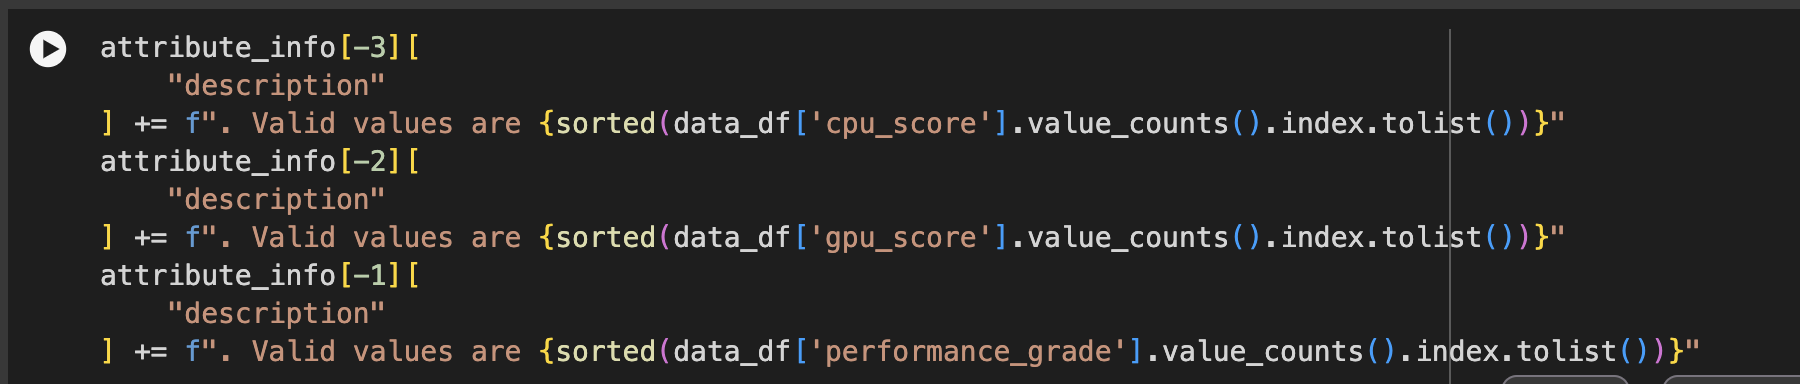 attribute_info[-3][
    "description"
] += f". Valid values are {sorted(data_df['cpu_score'].value_counts().index.tolist())}"
attribute_info[-2][
    "description"
] += f". Valid values are {sorted(data_df['gpu_score'].value_counts().index.tolist())}"
attribute_info[-1][
    "description"
] += f". Valid values are {sorted(data_df['performance_grade'].value_counts().index.tolist())}"